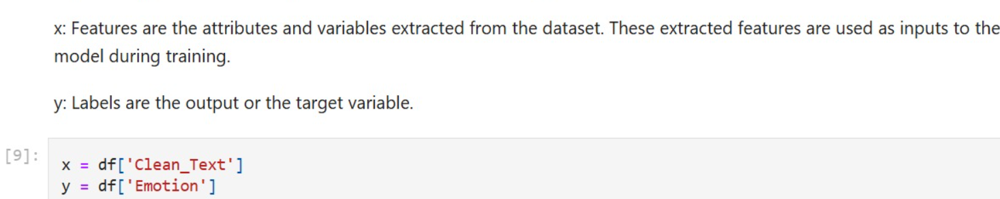 x: Features are the attributes and variables extracted from the dataset. These extracted features are used as inputs to the
model during training.
y: Labels are the output or the target variable.
[9]:
x = df['Clean_Text']
y = df['Emotion']